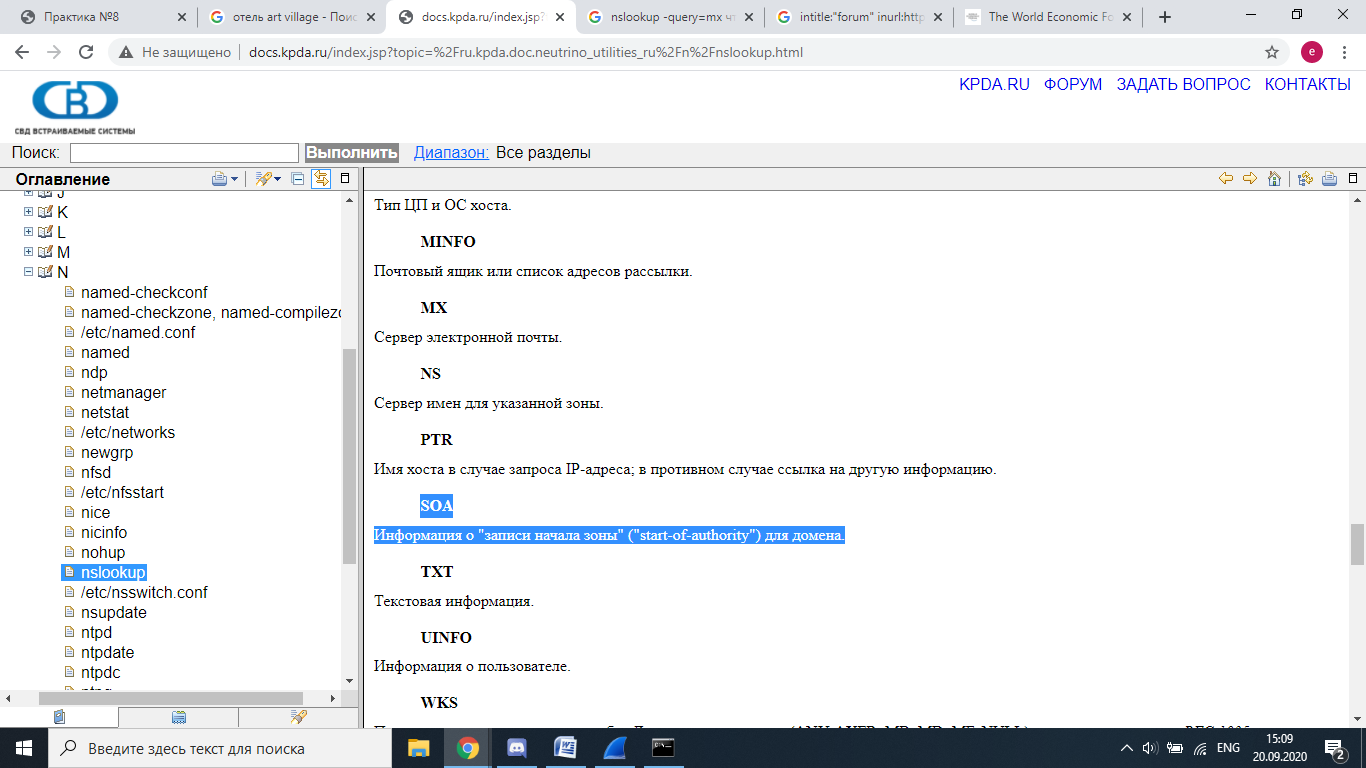 Практика №8
отель art village - Поис
docs.kpda.ru/index.jsp?
nslookup -query=mx чт
intitle:"forum" inurl:http
The World Economic Fo
Не защищено
docs.kpda.ru/index.jsp?topic=%2Fru.kpda.doc.neutrino_utilities_ru%2Fn%2Fnslookup.html
e
СВД
СВД ВСТРАИВАЕМЫЕ СИСТЕМЫ
KPDA.RU ФОРУМ ЗАДАТЬ ВОПРОС КОНТАКТЫ
Поиск:
Выполнить
Диапазон: Все разделы
Оглавление
J
K
L
M
N
named-checkconf
named-checkzone, named-compilezo
/etc/named.conf
named
ndp
netmanager
netstat
/etc/networks
newgrp
nfsd
/etc/nfsstart
nice
nicinfo
nohup
nslookup
/etc/nsswitch.conf
nsupdate
ntpd
ntpdate
ntpdc
ntpq
Тип ЦП и ОС хоста.
MINFO
Почтовый ящик или список адресов рассылки.
MX
Сервер электронной почты.
NS
Сервер имен для указанной зоны.
PTR
Имя хоста в случае запроса IP-адреса; в противном случае ссылка на другую информацию.
SOA
Информация о "записи начала зоны" ("start-of-authority") для домена.
TXT
Текстовая информация.
UINFO
Информация о пользователе.
WKS
Введите здесь текст для поиска
ENG
15:09
20.09.2020
2